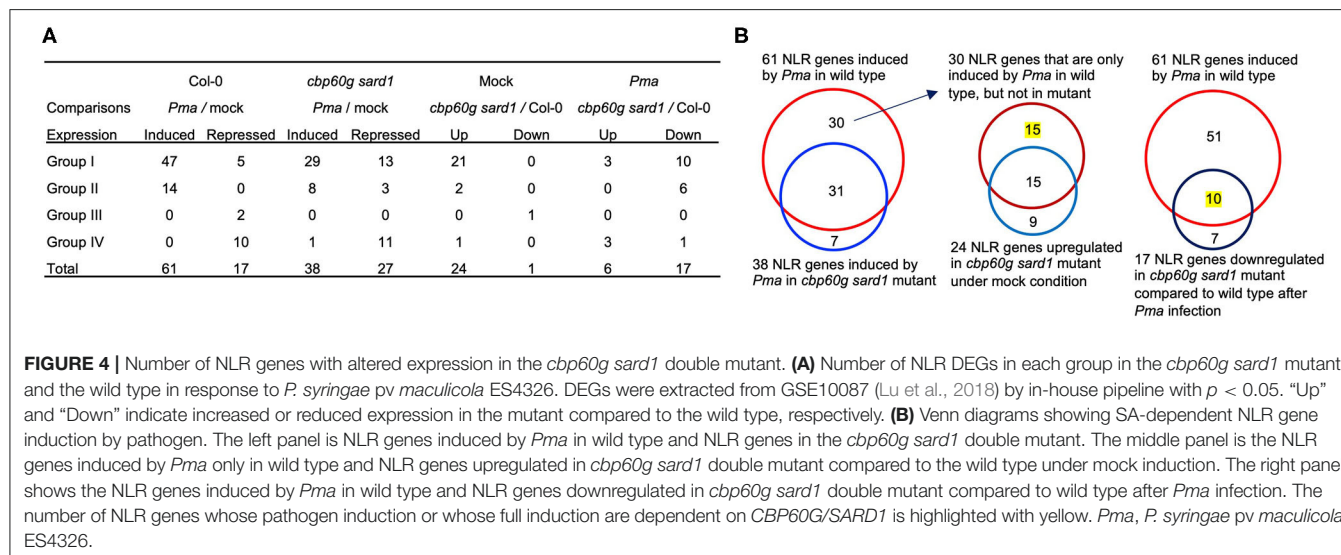 A
Col-0 cbp60g sard1 Mock Pma
Comparisons Pma / mock Pma / mock cbp60g sard1 / Col-0 cbp60g sard1 / Col-0
Expression Induced Repressed Induced Repressed Up Down Up Down
Group I 47 5 29 13 21 0 3 10
Group II 14 0 8 3 2 0 0 6
Group III 0 2 0 0 0 1 0 0
Group IV 0 10 1 11 1 0 3 1
Total 61 17 38 27 24 1 6 17
B
61 NLR genes induced
by Pma in wild type
30
31
7
38 NLR genes induced by
Pma in cbp60g sard1 mutant
30 NLR genes that are only
induced by Pma in wild
type, but not in mutant
15
15
9
24 NLR genes upregulated
in cbp60g sard1 mutant
under mock condition
61 NLR genes induced
by Pma in wild type
51
10
7
17 NLR genes downregulated
in cbp60g sard1 mutant
compared to wild type after
Pma infection
FIGURE 4 | Number of NLR genes with altered expression in the cbp60g sard1 double mutant. (A) Number of NLR DEGs in each group in the cbp60g sard1 mutant
and the wild type in response to P. syringae pv maculicola ES4326. DEGs were extracted from GSE10087 (Lu et al., 2018) by in-house pipeline with p < 0.05. “Up”
and “Down” indicate increased or reduced expression in the mutant compared to the wild type, respectively. (B) Venn diagrams showing SA-dependent NLR gene
induction by pathogen. The left panel is NLR genes induced by Pma in wild type and NLR genes in the cbp60g sard1 double mutant. The middle panel is the NLR
genes induced by Pma only in wild type and NLR genes upregulated in cbp60g sard1 double mutant compared to the wild type under mock induction. The right pane
shows the NLR genes induced by Pma in wild type and NLR genes downregulated in cbp60g sard1 double mutant compared to wild type after Pma infection. The
number of NLR genes whose pathogen induction or whose full induction are dependent on CBP60G/SARD1 is highlighted with yellow. Pma, P. syringae pv maculicola
ES4326.